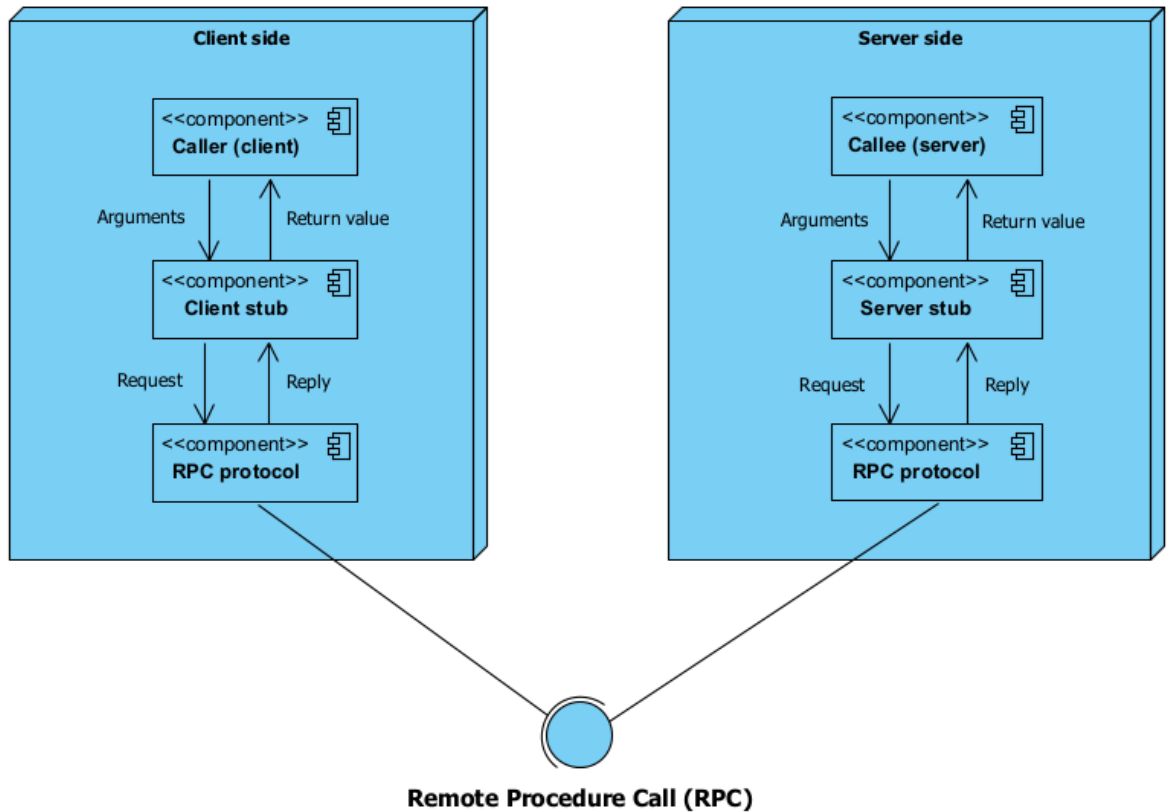 Client side
<<component>>
Caller (client)
Arguments
Return value
<<component>>
Client stub
Request
Reply
<<component>>
RPC protocol
Server side
<<component>>
Callee (server)
Arguments
Return value
<<component>>
Server stub
Request
Reply
<<component>>
RPC protocol
Remote Procedure Call (RPC)